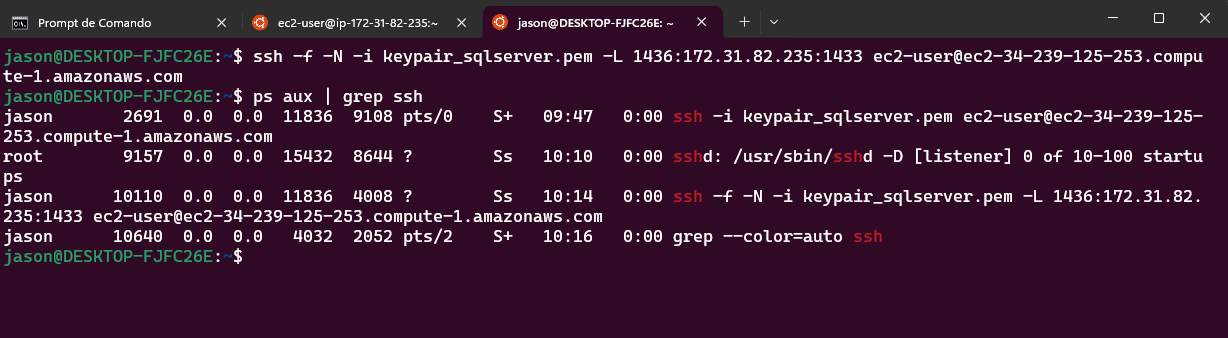 Prompt de Comando
ec2-user@ip-172-31-82-235:~
jason@DESKTOP-FJFC26E: ~
jason@DESKTOP-FJFC26E:~$ ssh -f -N -i keypair_sqlserver.pem -L 1436:172.31.82.235:1433 ec2-user@ec2-34-239-125-253.compu
te-1.amazonaws.com
jason@DESKTOP-FJFC26E:~$ ps aux | grep ssh
jason 2691 0.0 0.0 11836 9108 pts/0 S+ 09:47 0:00 ssh -i keypair_sqlserver.pem ec2-user@ec2-34-239-125-
253.compute-1.amazonaws.com
root 9157 0.0 0.0 15432 8644 ? Ss 10:10 0:00 sshd: /usr/sbin/sshd -D [listener] 0 of 10-100 startu
ps
jason 10110 0.0 0.0 11836 4008 ? Ss 10:14 0:00 ssh -f -N -i keypair_sqlserver.pem -L 1436:172.31.82.
235:1433 ec2-user@ec2-34-239-125-253.compute-1.amazonaws.com
jason 10640 0.0 0.0 4032 2052 pts/2 S+ 10:16 0:00 grep --color=auto ssh
jason@DESKTOP-FJFC26E:~$